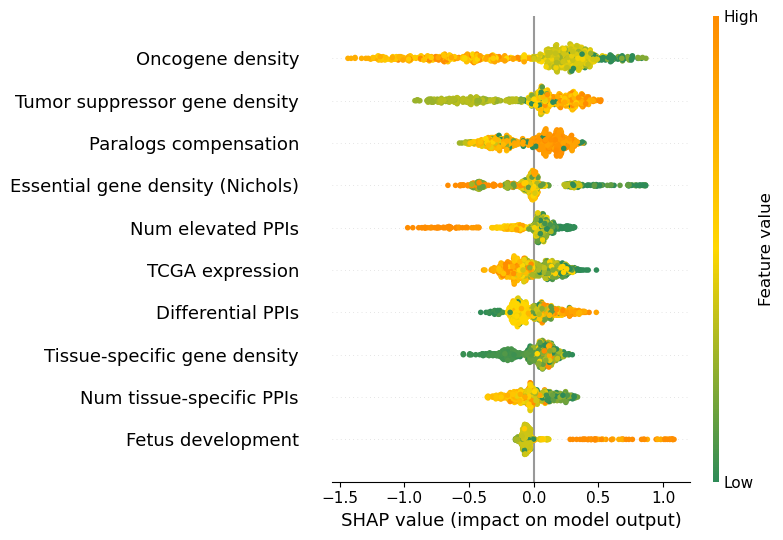 High
Oncogene density
Tumor suppressor gene density
Paralogs compensation
Essential gene density (Nichols)
Num elevated PPIs
TCGA expression
Differential PPIs
Tissue-specific gene density
Num tissue-specific PPIs
Fetus development
Feature value
Low
−1.5 −1.0 −0.5 0.0 0.5 1.0
SHAP value (impact on model output)